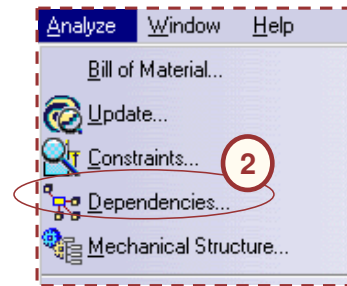 Analyze Window Help
Bill of Material...
Update...
Constraints...
2
Dependencies...
Mechanical Structure...